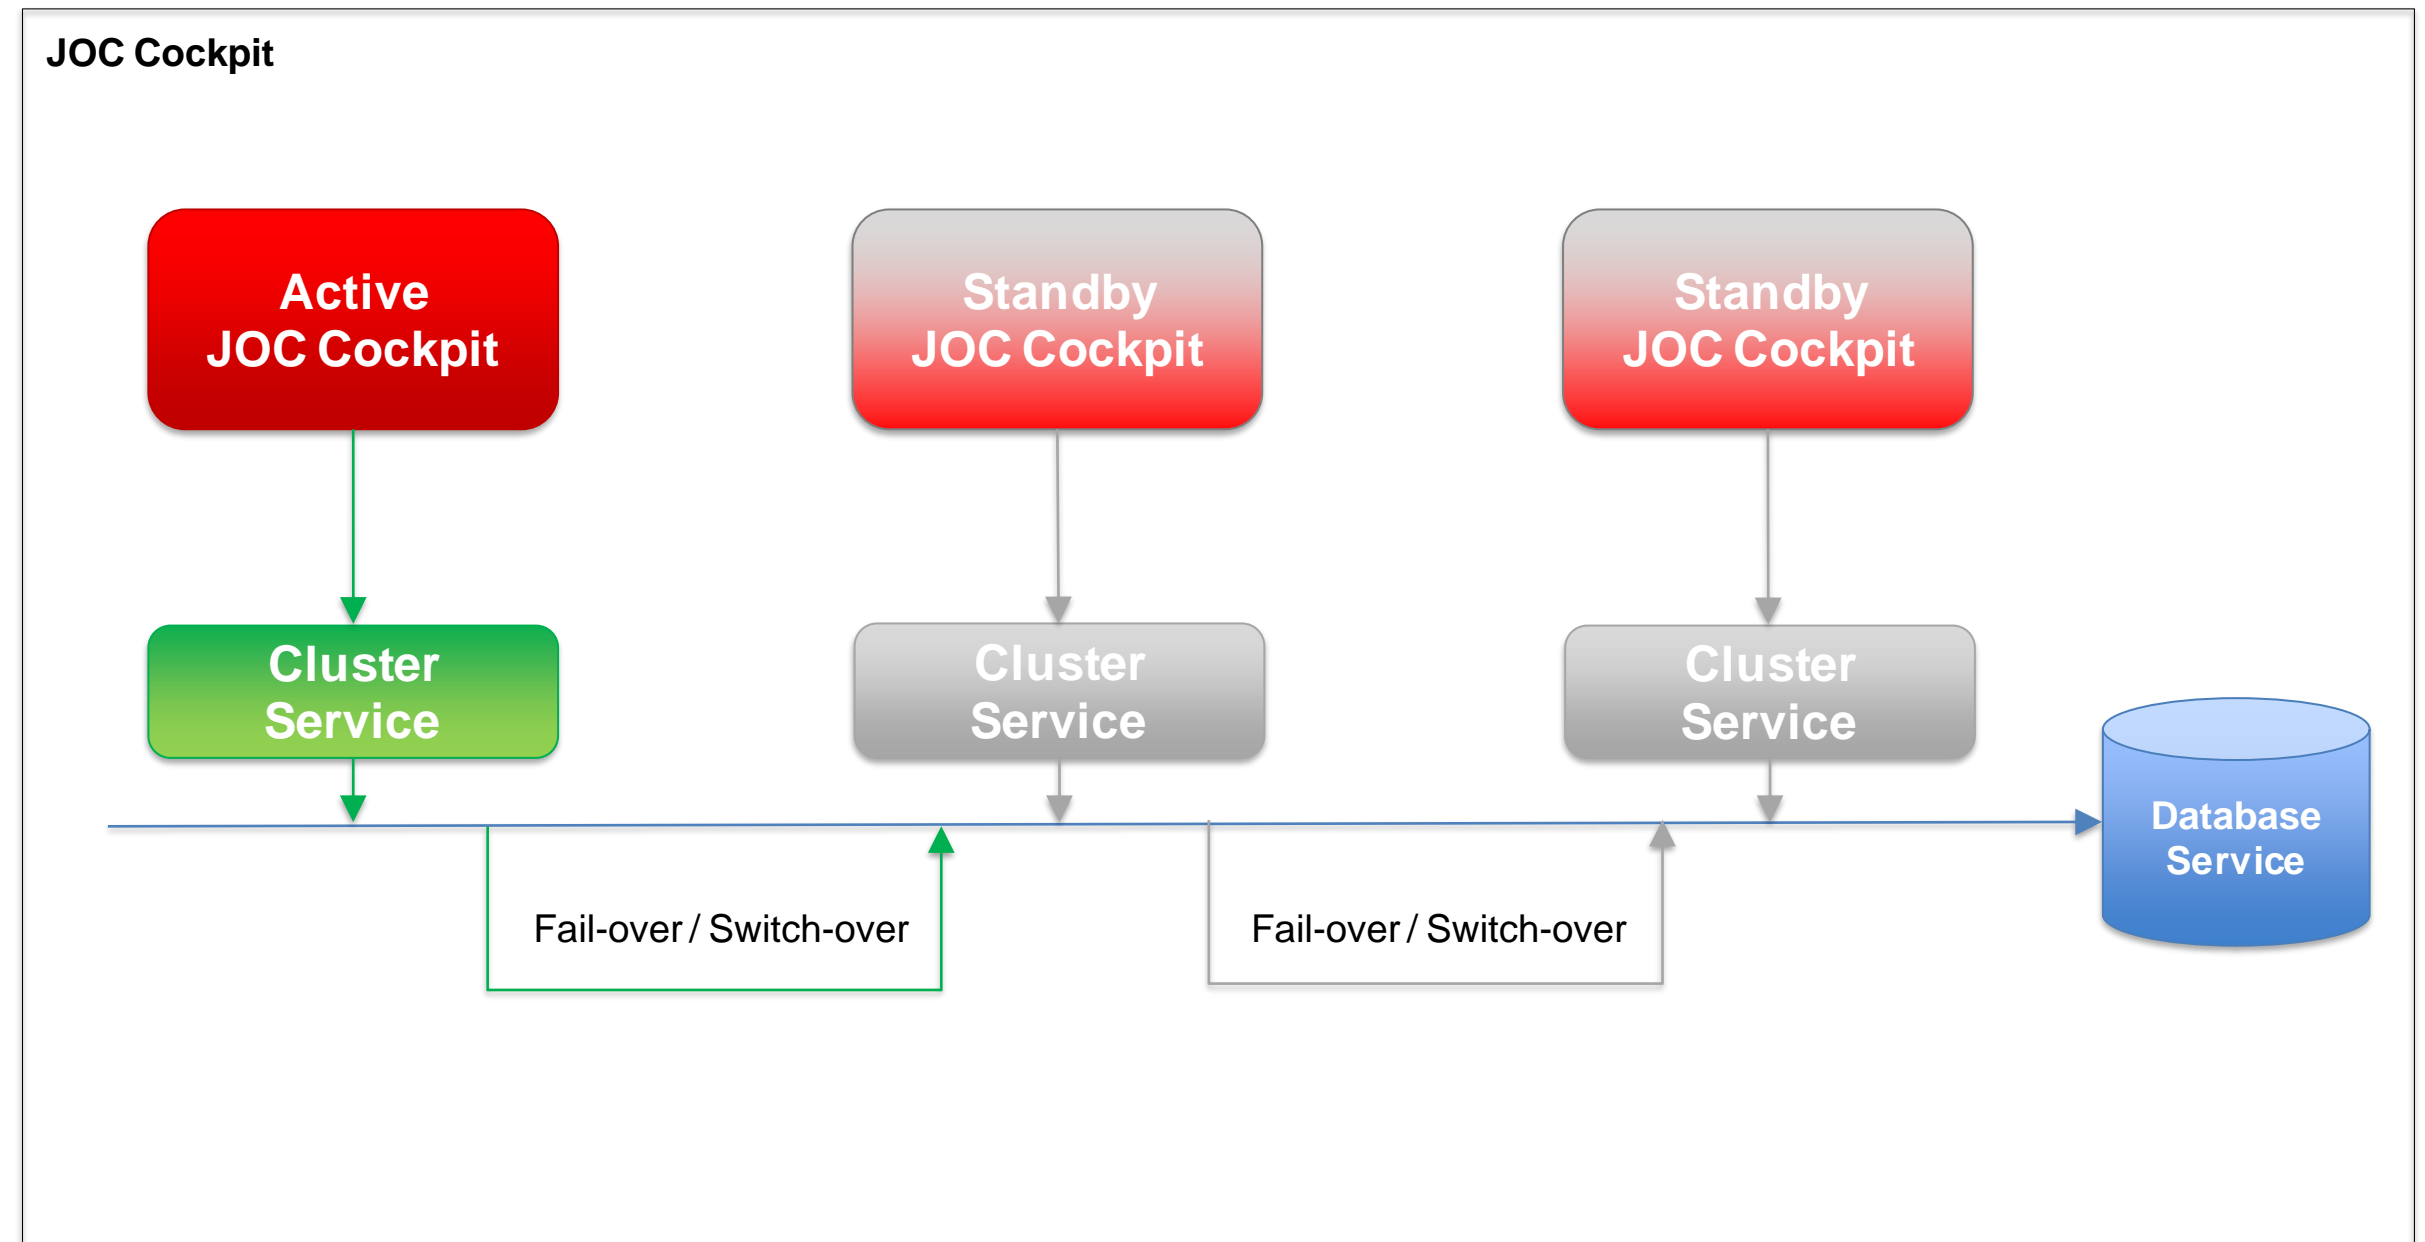 JOC Cockpit
Active
JOC Cockpit
Standby
JOC Cockpit
Standby
JOC Cockpit
Cluster
Service
Cluster
Service
Cluster
Service
Database
Service
Fail-over / Switch-over
Fail-over / Switch-over